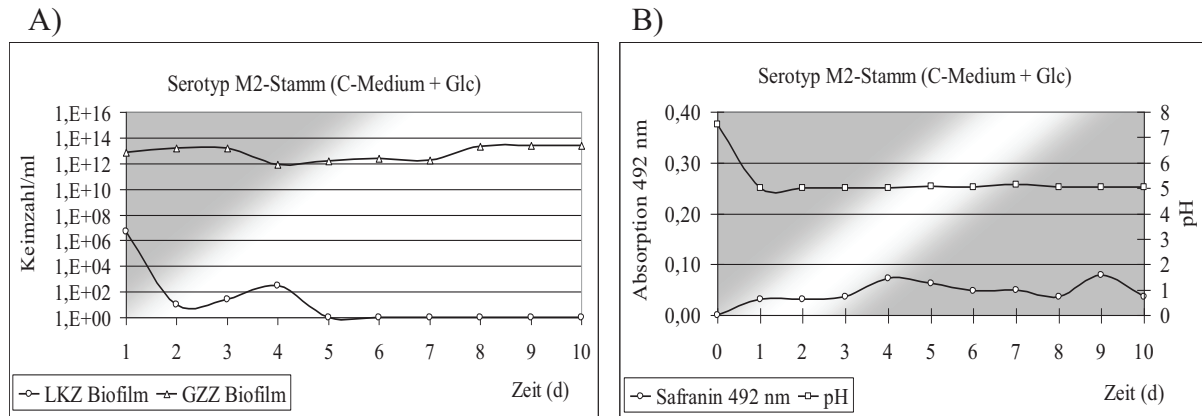 A)
Serotyp M2-Stamm (C-Medium + Glc)
Keimzahl/ml
1,E+16
1,E+14
1,E+12
1,E+10
1,E+08
1,E+06
1,E+04
1,E+02
1,E+00
1 2 3 4 5 6 7 8 9 10
LKZ Biofilm GZZ Biofilm
Zeit (d)
B)
Serotyp M2-Stamm (C-Medium + Glc)
Absorption 492 nm
0,40
0,30
0,20
0,10
0,00
8
7
6
5
4
3
2
1
0
pH
0 1 2 3 4 5 6 7 8 9 10
Safranin 492 nm pH
Zeit (d)